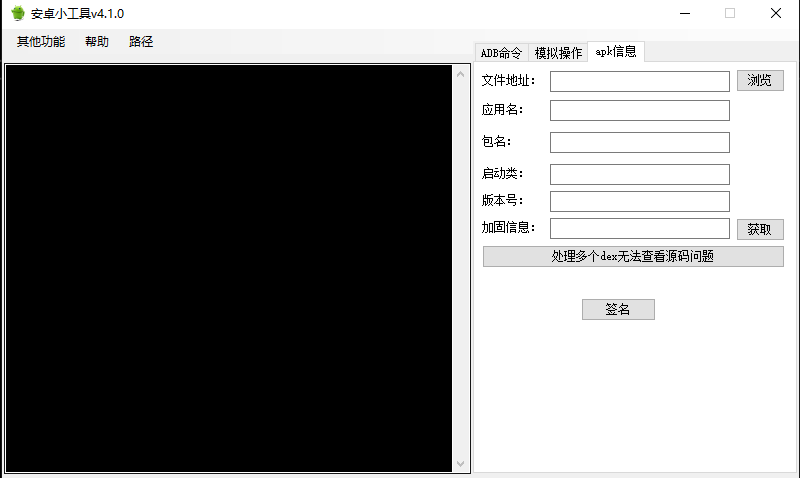 安卓小工具v4.1.0
其他功能 帮助 路径
ADB命令 模拟操作 apk信息
文件地址： 浏览
应用名：
包名：
启动类：
版本号：
加固信息： 获取
处理多个dex无法查看源码问题
签名